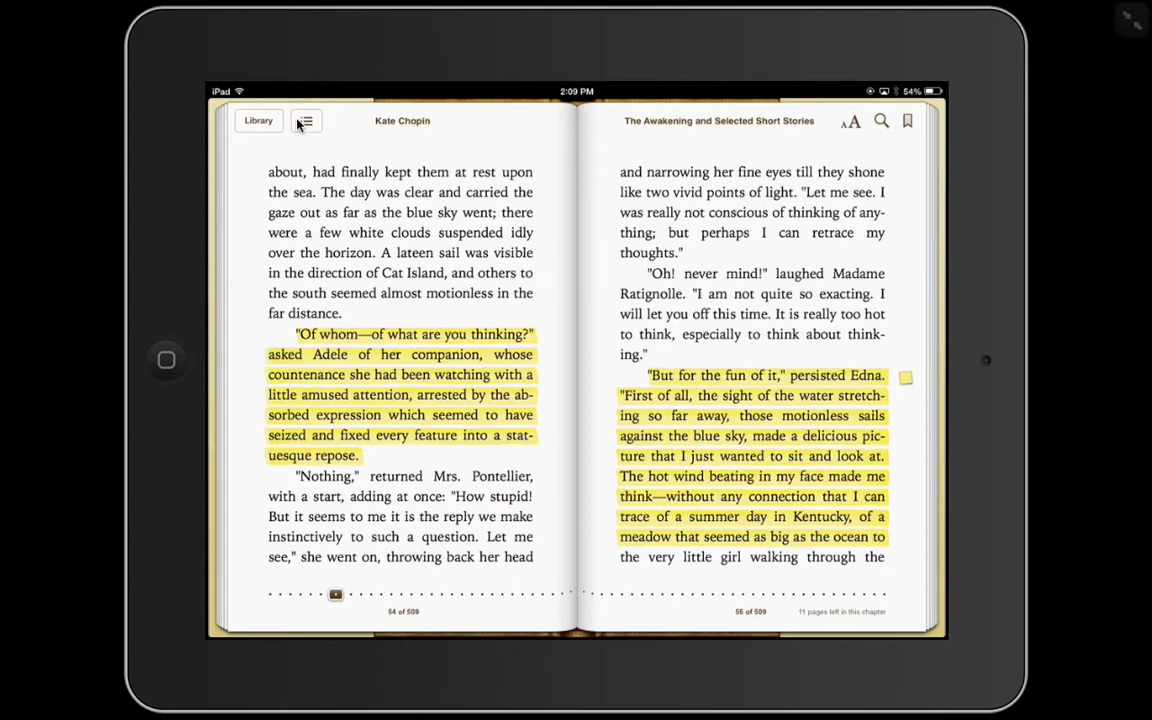 iPad
2:09 PM
54%
Library
Kate Chopin
The Awakening and Selected Short Stories
AA
about, had finally kept them at rest upon
the sea. The day was clear and carried the
gaze out as far as the blue sky went; there
were a few white clouds suspended idly
over the horizon. A lateen sail was visible
in the direction of Cat Island, and others to
the south seemed almost motionless in the
far distance.
"Of whom—of what are you thinking?"
asked Adele of her companion, whose
countenance she had been watching with a
little amused attention, arrested by the ab-
sorbed expression which seemed to have
seized and fixed every feature into a stat-
uesque repose.
"Nothing," returned Mrs. Pontellier,
with a start, adding at once: "How stupid!
But it seems to me it is the reply we make
instinctively to such a question. Let me
see," she went on, throwing back her head
54 of 509
and narrowing her fine eyes till they shone
like two vivid points of light. "Let me see. I
was really not conscious of thinking of any-
thing; but perhaps I can retrace my
thoughts."
"Oh! never mind!" laughed Madame
Ratignolle. "I am not quite so exacting. I
will let you off this time. It is really too hot
to think, especially to think about think-
ing."
"But for the fun of it," persisted Edna.
"First of all, the sight of the water stretch-
ing so far away, those motionless sails
against the blue sky, made a delicious pic-
ture that I just wanted to sit and look at.
The hot wind beating in my face made me
think—without any connection that I can
trace of a summer day in Kentucky, of a
meadow that seemed as big as the ocean to
the very little girl walking through the
55 of 509
11 pages left in this chapter